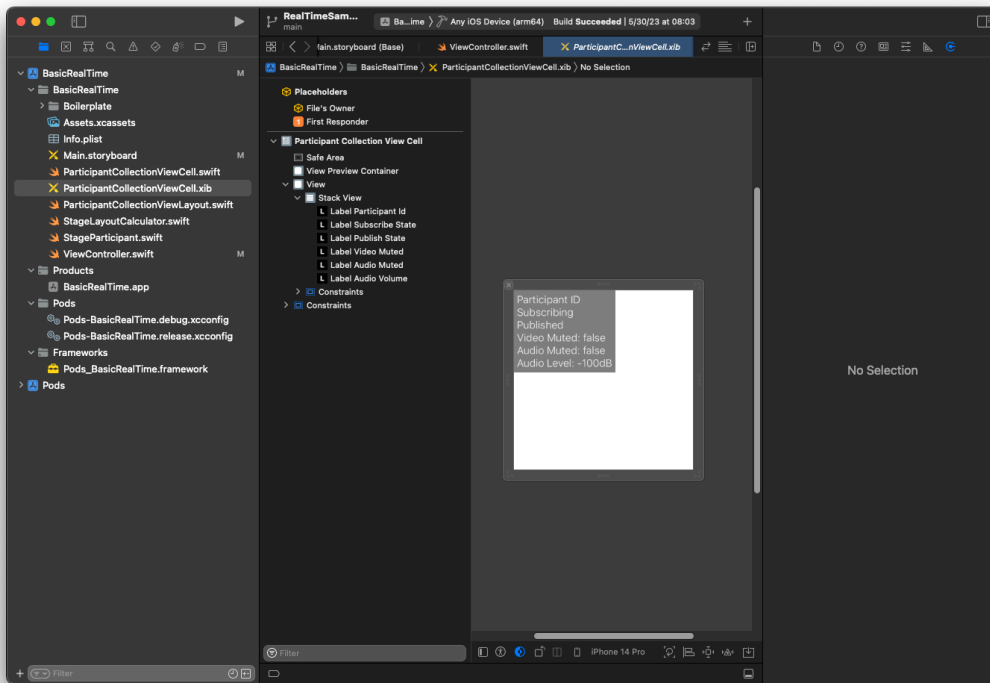 RealTimeSam...
main
Ba...ime
Any iOS Device (arm64)
Build Succeeded | 5/30/23 at 08:03
Main.storyboard (Base)
ViewController.swift
ParticipantC...nViewCell.xib
BasicRealTime
BasicRealTime
ParticipantCollectionViewCell.xib
No Selection
BasicRealTime
M
BasicRealTime
Boilerplate
Assets.xcassets
Info.plist
Main.storyboard
M
ParticipantCollectionViewCell.swift
ParticipantCollectionViewCell.xib
ParticipantCollectionViewLayout.swift
StageLayoutCalculator.swift
StageParticipant.swift
ViewController.swift
M
Products
BasicRealTime.app
Pods
Pods-BasicRealTime.debug.xcconfig
Pods-BasicRealTime.release.xcconfig
Frameworks
Pods_BasicRealTime.framework
Pods
Filter
Placeholders
File's Owner
1
First Responder
Participant Collection View Cell
Safe Area
View Preview Container
View
Stack View
L Label Participant Id
L Label Subscribe State
L Label Publish State
L Label Video Muted
L Label Audio Muted
L Label Audio Volume
Constraints
Constraints
Filter
Participant ID
Subscribing
Published
Video Muted: false
Audio Muted: false
Audio Level: -100dB
iPhone 14 Pro
No Selection